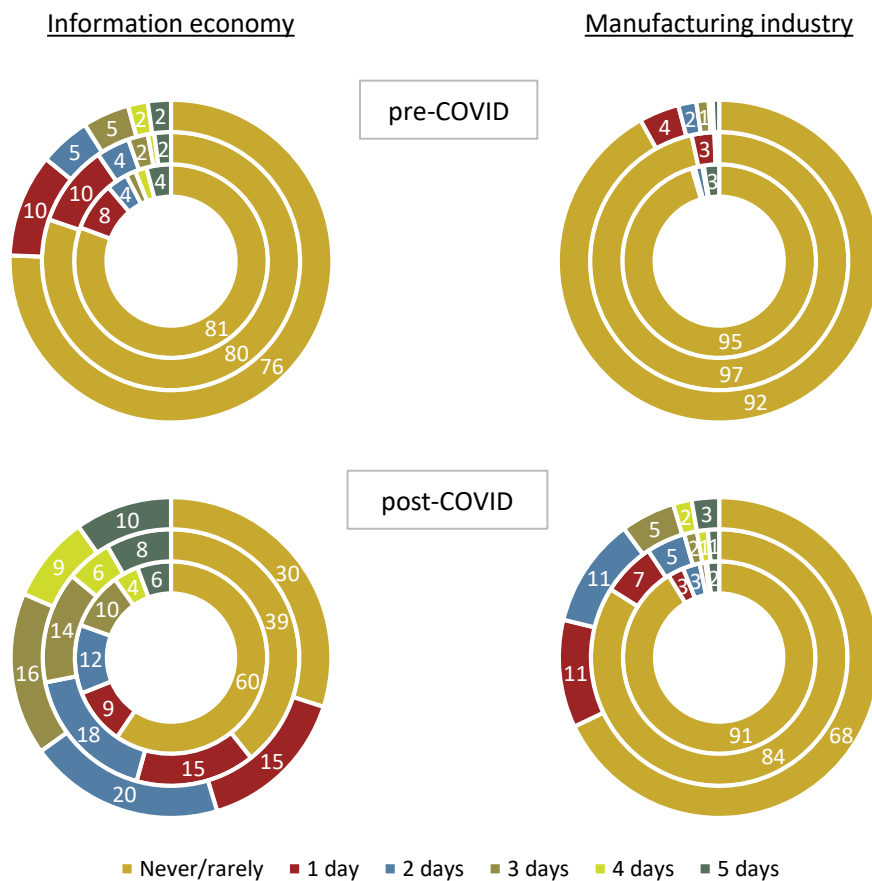 Information economy
Manufacturing industry
pre-COVID
5 2 2
5 2 2
4
10 4
10 8 4
81
80
76
4 2 1
3
3
95
97
92
post-COVID
10
9 8
6 6
4
16 14 10
12
9
18
20
15
15
60
39
30
5 2 3
11 5 2 1 1
7 3 3 2
11
91
84
68
Never/rarely 1 day 2 days 3 days 4 days 5 days